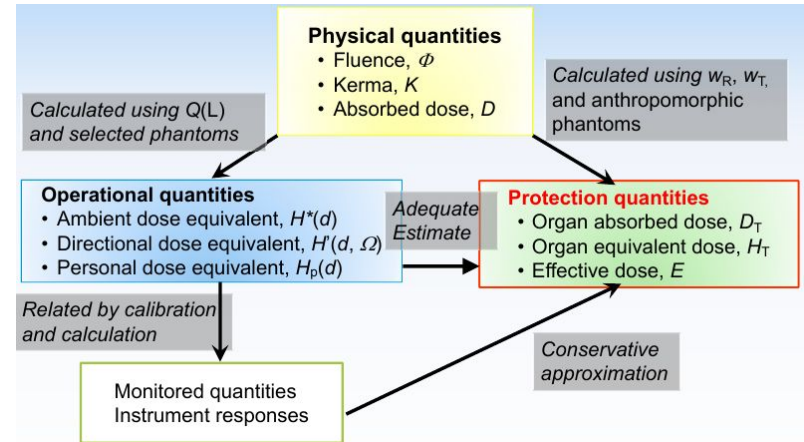 Physical quantities
• Fluence, Φ
• Kerma, K
• Absorbed dose, D
Calculated using Q(L)
and selected phantoms
Calculated using wR, wT,
and anthropomorphic
phantoms
Operational quantities
• Ambient dose equivalent, H*(d)
• Directional dose equivalent, H'(d, Ω)
• Personal dose equivalent, Hp(d)
Adequate
Estimate
Protection quantities
• Organ absorbed dose, DT
• Organ equivalent dose, HT
• Effective dose, E
Related by calibration
and calculation
Monitored quantities
Instrument responses
Conservative
approximation